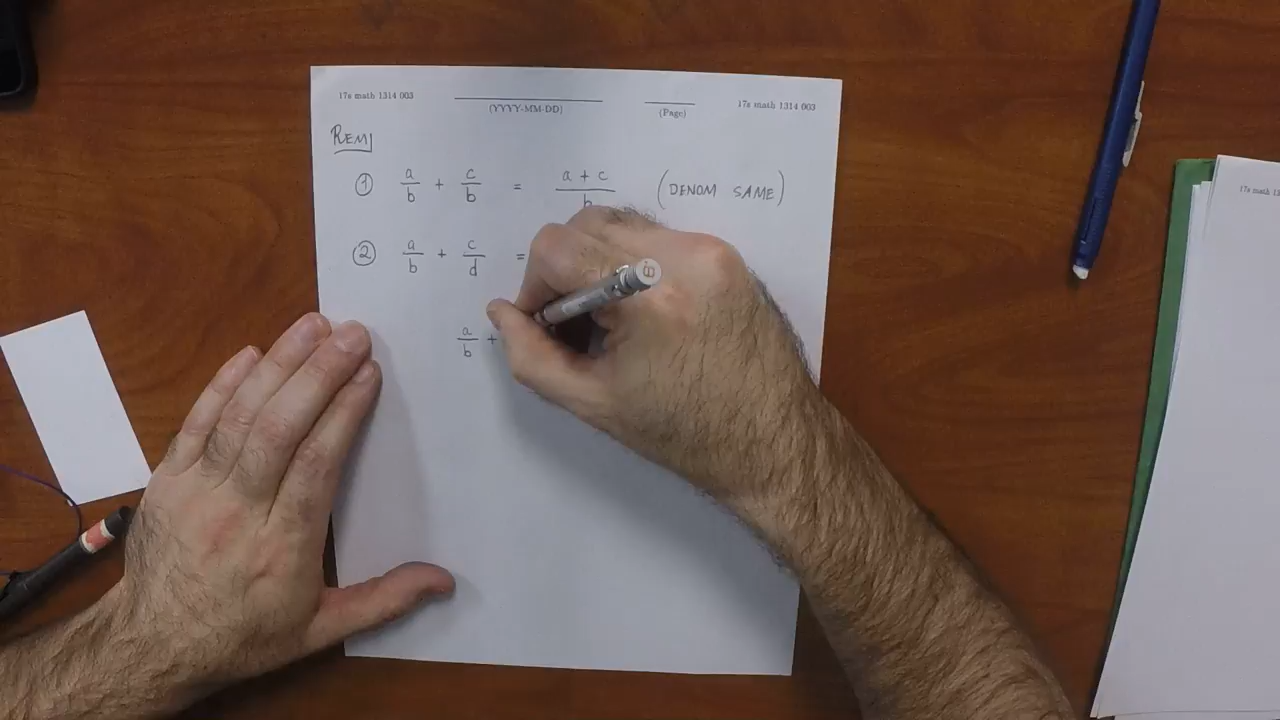 17s math 1314 003 (YYYY-MM-DD) (Page) 17s math 1314 003
REM
① a/b + c/b = a + c/b (DENOM SAME)
② a/b + c/d =
a/b +
17s math 13